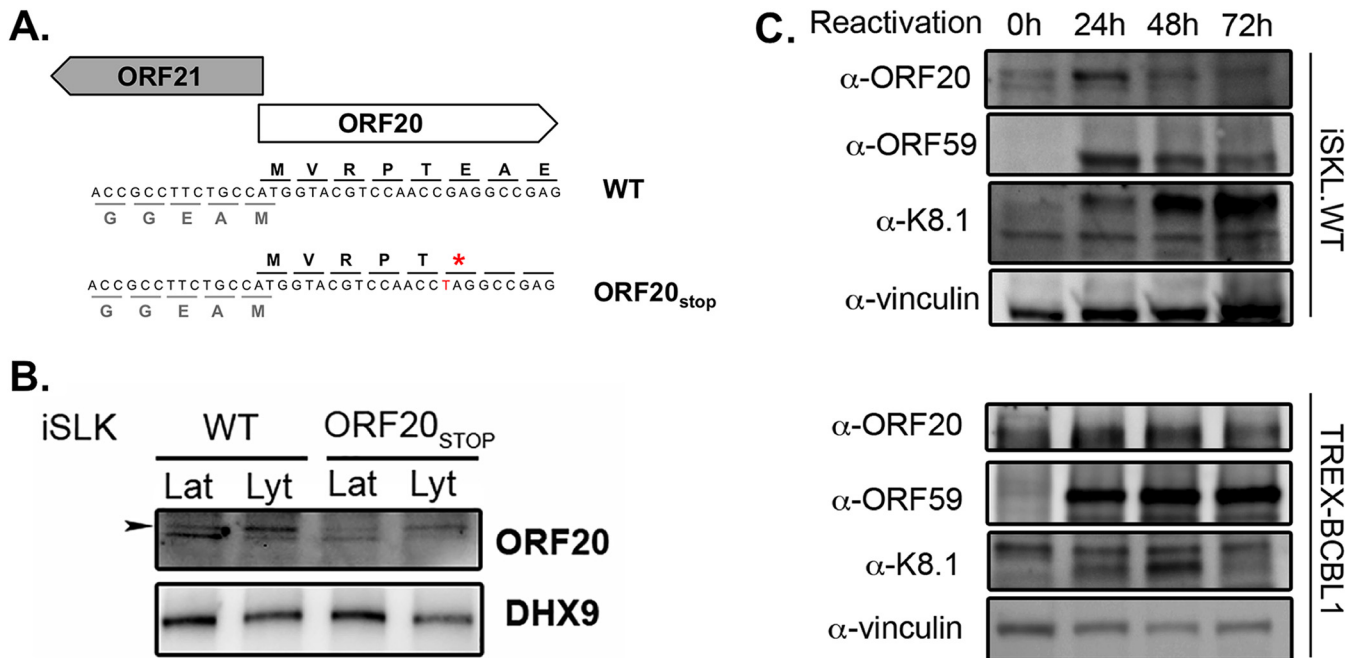 A.
ORF21
ORF20
M V R P T E A E
ACCGCCTTCTGCCATGGTACGTCCAACCGAGGCCGAG
G G E A M
WT
M V R P T *
ACCGCCTTCTGCCATGGTACGTCCAACCTAGGCCGAG
G G E A M
ORF20stop
B.
iSLK WT ORF20STOP
Lat Lyt Lat Lyt
ORF20
DHX9
C. Reactivation 0h 24h 48h 72h
α-ORF20
α-ORF59
α-K8.1
α-vinculin
iSKL.WT
α-ORF20
α-ORF59
α-K8.1
α-vinculin
TREX-BCBL1